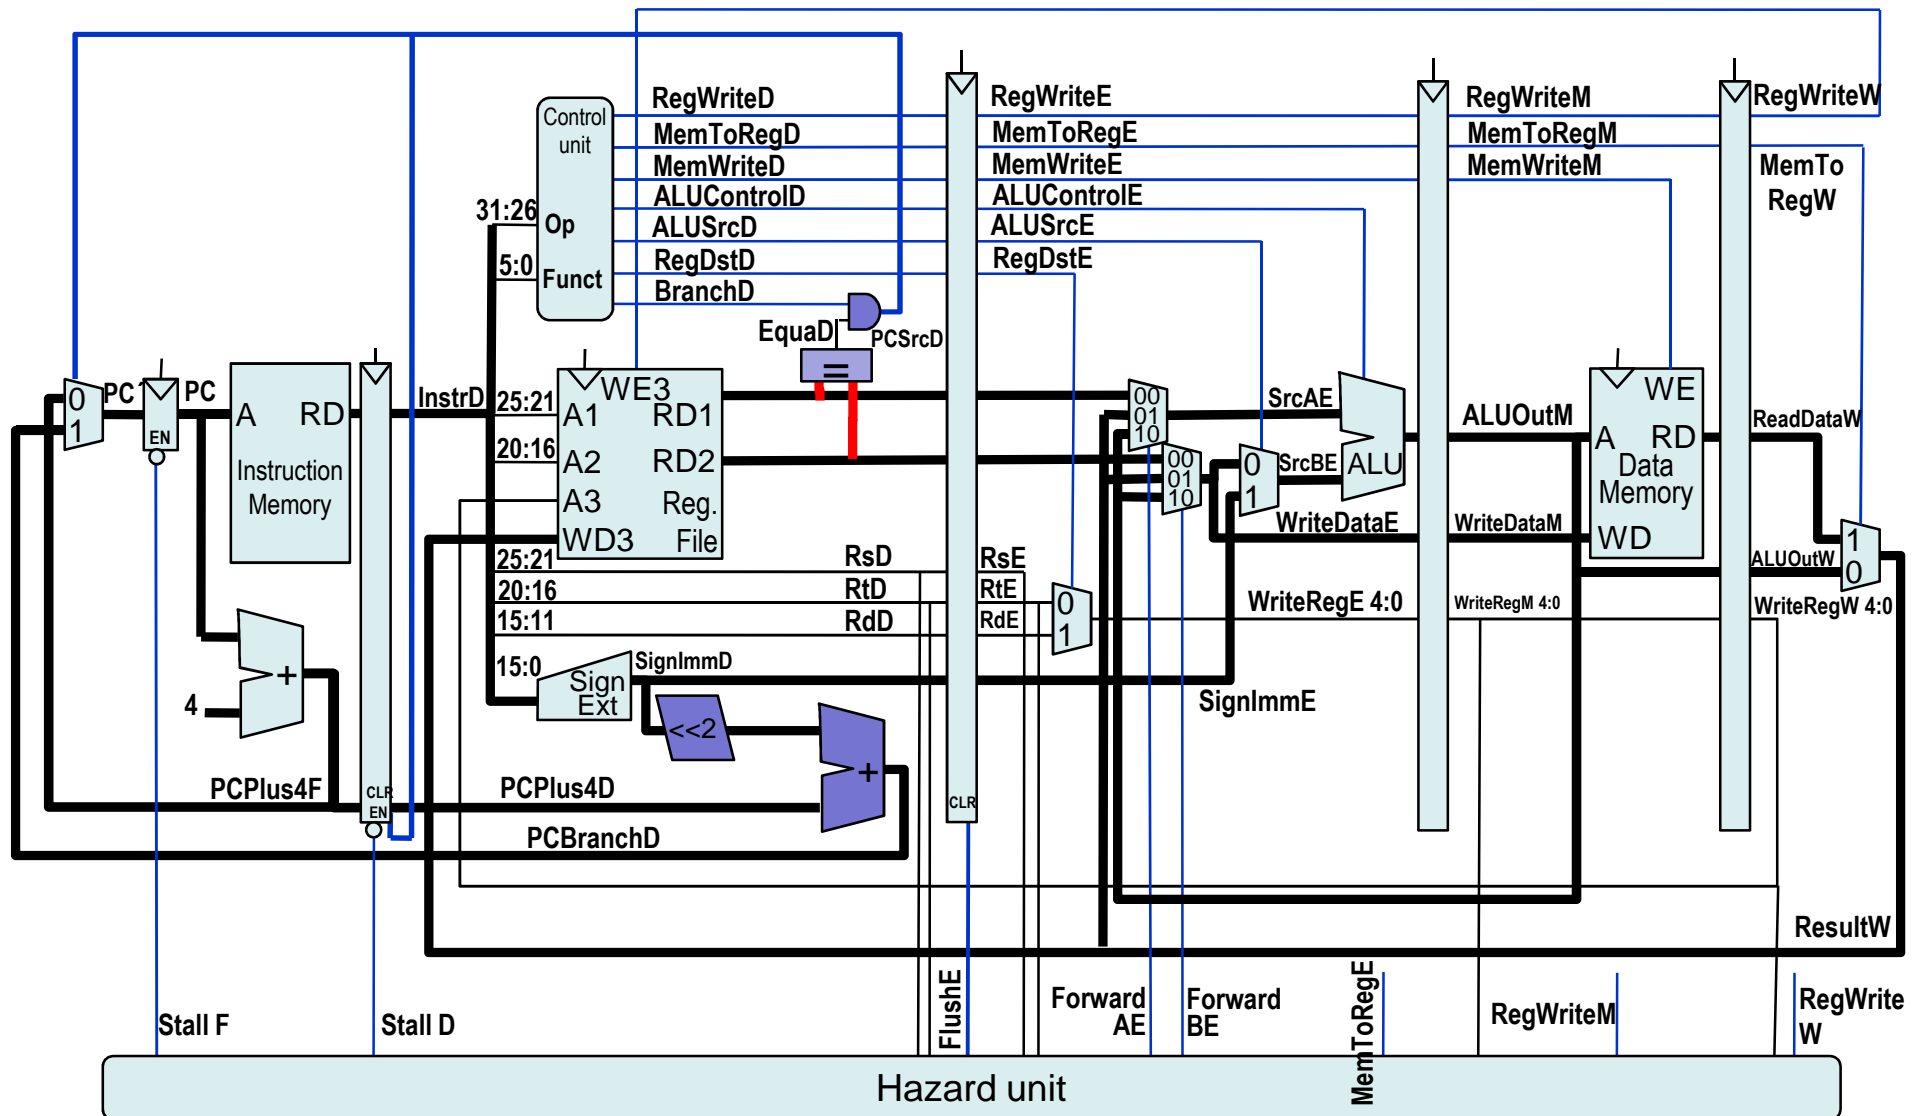 RegWriteD
RegWriteE
RegWriteM
RegWriteW
Control
unit
MemToRegD
MemToRegE
MemToRegM
MemWriteD
MemWriteE
MemWriteM
MemTo
RegW
ALUControlD
ALUControlE
31:26
Op
ALUSrcD
ALUSrcE
RegDstD
RegDstE
5:0
Funct
BranchD
EquaD
PCSrcD
=
0
1
PC´
PC
EN
A
RD
Instruction
Memory
InstrD
25:21
20:16
WE3
A1
RD1
A2
RD2
A3
Reg.
WD3
File
00
01
10
00
01
10
SrcAE
0
1
SrcBE
ALU
ALUOutM
WE
A
RD
Data
Memory
WD
ReadDataW
WriteDataE
WriteDataM
1
0
ALUOutW
25:21
RsD
RsE
20:16
RtD
RtE
15:11
RdD
RdE
0
1
WriteRegE 4:0
WriteRegM 4:0
WriteRegW 4:0
15:0
Sign
Ext
SignImmD
SignImmE
+
4
<<2
+
PCPlus4F
CLR
EN
PCPlus4D
CLR
PCBranchD
ResultW
Stall F
Stall D
FlushE
Forward
AE
Forward
BE
MemToRegE
RegWriteM
RegWrite
W
Hazard unit